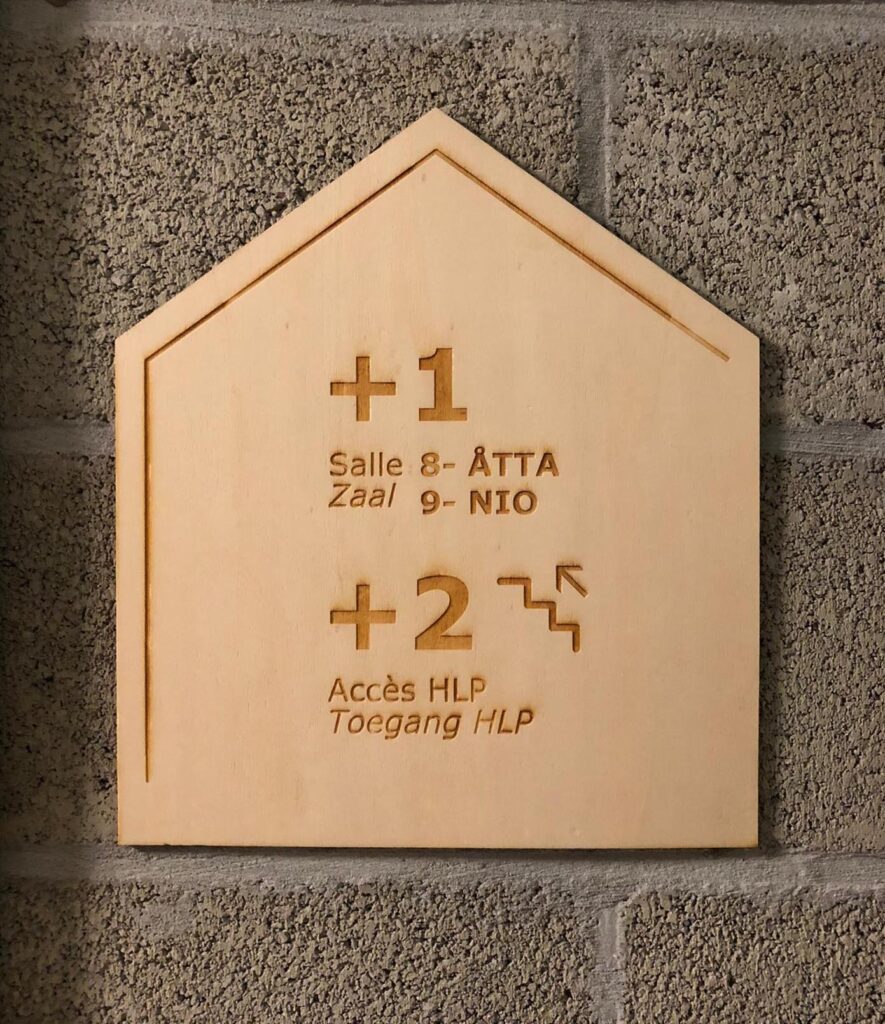 +1
Salle 8- ÅTTA
Zaal 9- NIO
+2
Accès HLP
Toegang HLP